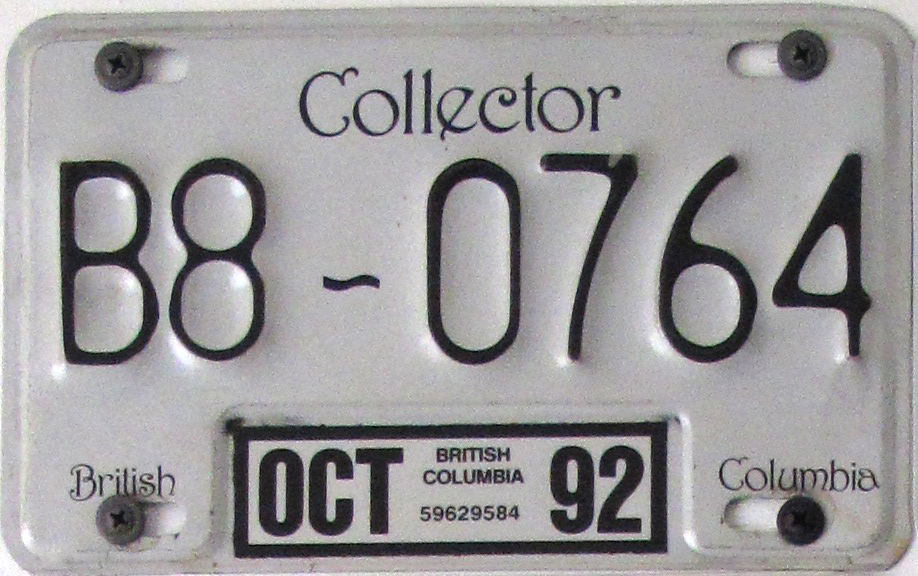 Collector
B8 ~ 0764
British
OCT
BRITISH
COLUMBIA
59629584
92
Columbia